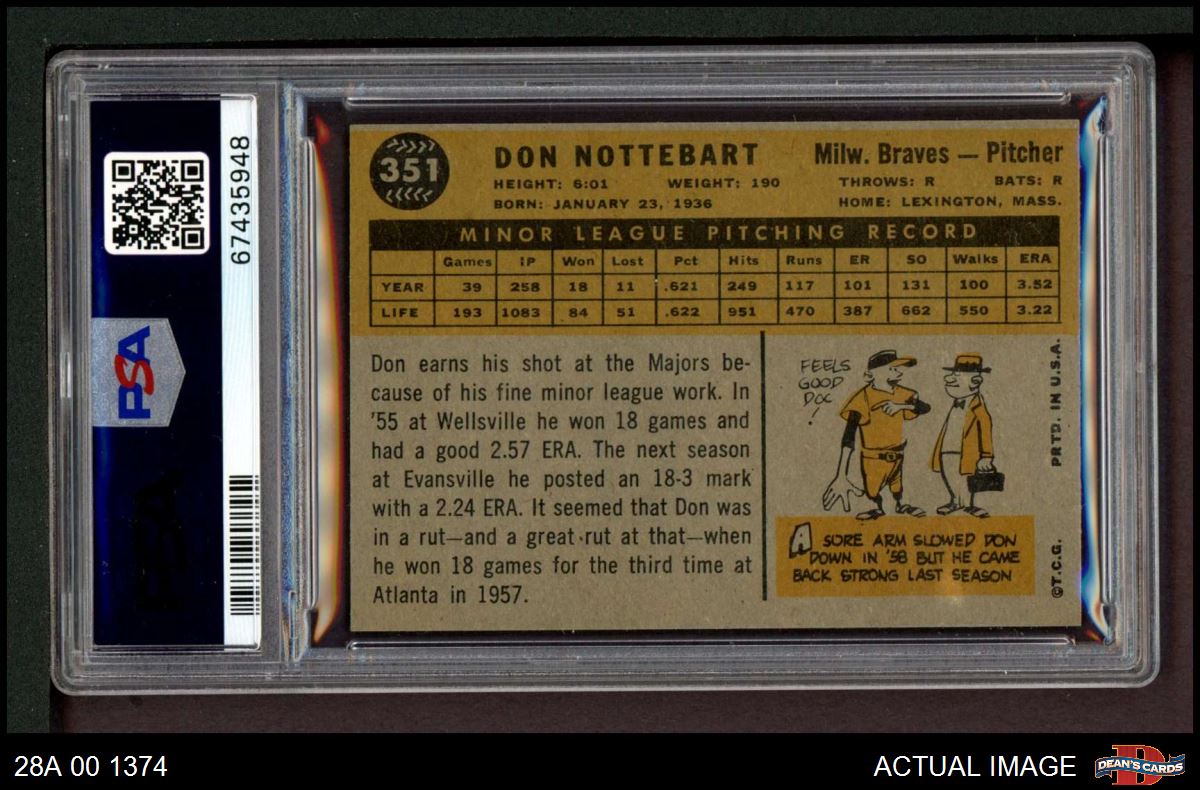 PSA
67435948
351
DON NOTTEBART
Milw. Braves — Pitcher
HEIGHT: 6:01 WEIGHT: 190 THROWS: R BATS: R
BORN: JANUARY 23, 1936 HOME: LEXINGTON, MASS.
MINOR LEAGUE PITCHING RECORD
Games IP Won Lost Pct Hits Runs ER SO Walks ERA
YEAR 39 258 18 11 .621 249 117 101 131 100 3.52
LIFE 193 1083 84 51 .622 951 470 387 662 550 3.22
Don earns his shot at the Majors be-
cause of his fine minor league work. In
'55 at Wellsville he won 18 games and
had a good 2.57 ERA. The next season
at Evansville he posted an 18-3 mark
with a 2.24 ERA. It seemed that Don was
in a rut—and a great rut at that—when
he won 18 games for the third time at
Atlanta in 1957.
FEELS
GOOD
DOC
!
A SORE ARM SLOWED DON
DOWN IN '58 BUT HE CAME
BACK STRONG LAST SEASON
PRTD. IN U.S.A.
©T.C.G.
28A 00 1374
ACTUAL IMAGE
D
DEAN'S CARDS